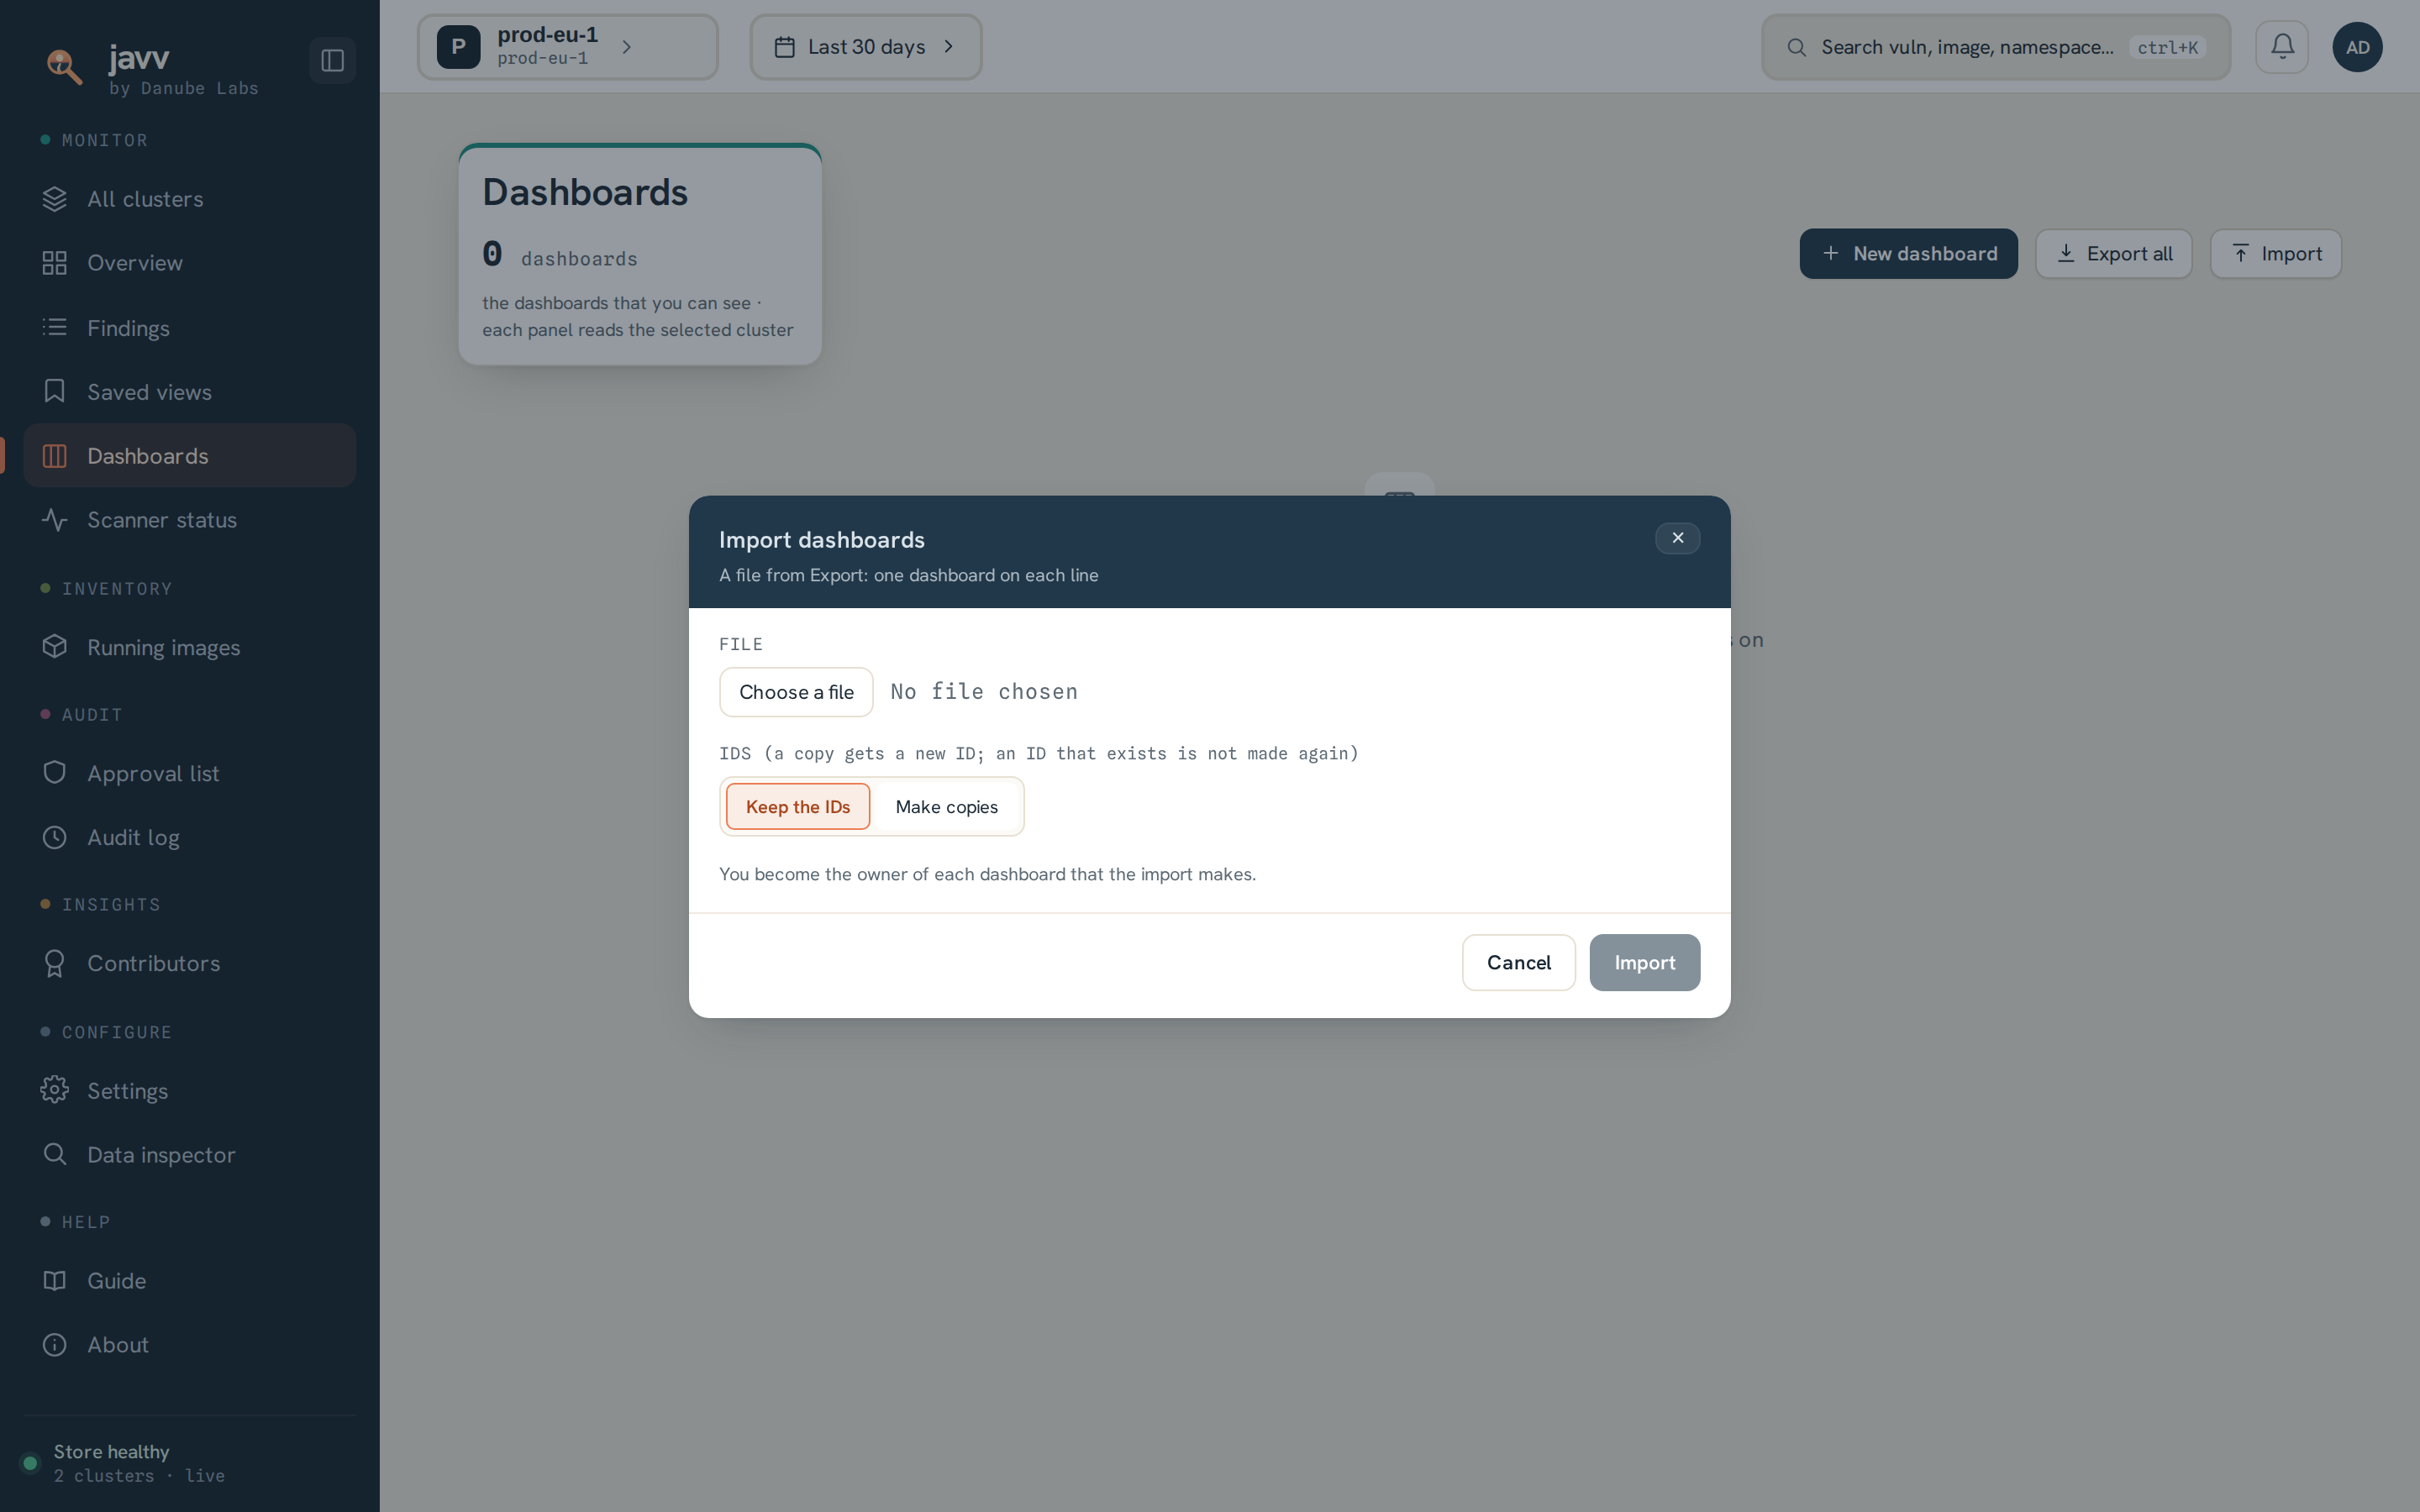 javv
by Danube Labs
MONITOR
All clusters
Overview
Findings
Saved views
Dashboards
Scanner status
INVENTORY
Running images
AUDIT
Approval list
Audit log
INSIGHTS
Contributors
CONFIGURE
Settings
Data inspector
HELP
Guide
About
Store healthy
2 clusters · live
P
prod-eu-1
prod-eu-1
Last 30 days
Search vuln, image, namespace...
ctrl+K
AD
Dashboards
0 dashboards
the dashboards that you can see ·
each panel reads the selected cluster
New dashboard
Export all
Import
on
Import dashboards
A file from Export: one dashboard on each line
FILE
Choose a file
No file chosen
IDS (a copy gets a new ID; an ID that exists is not made again)
Keep the IDs
Make copies
You become the owner of each dashboard that the import makes.
Cancel
Import